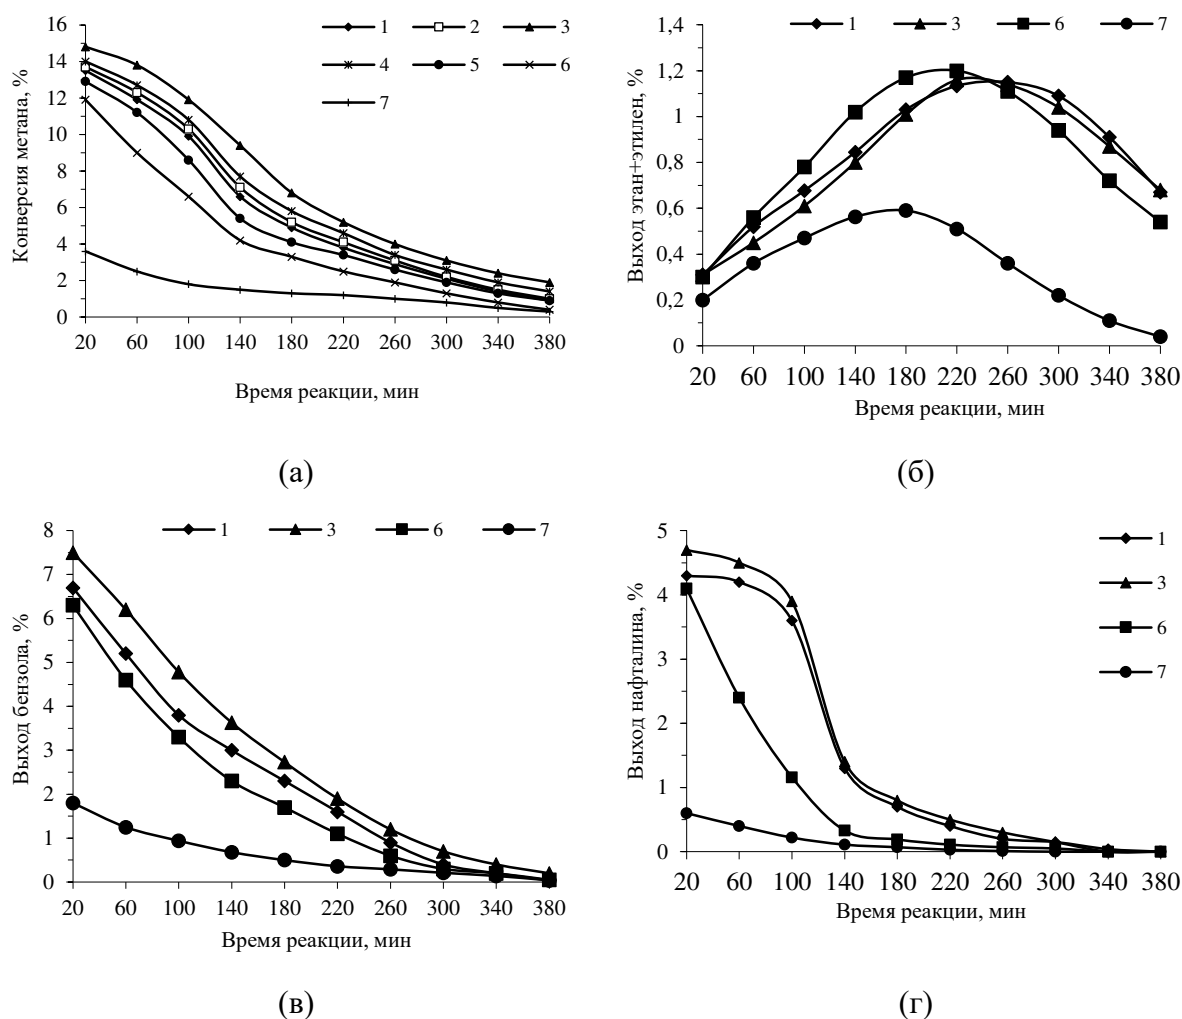 Конверсия метана, %
16
14
12
10
8
6
4
2
0
1 2 3
4 5 6
7
20 60 100 140 180 220 260 300 340 380
Время реакции, мин
(а)
Выход этан+этилен, %
1,4
1,2
1
0,8
0,6
0,4
0,2
0
1 3 6 7
20 60 100 140 180 220 260 300 340 380
Время реакции, мин
(б)
Выход бензола, %
8
7
6
5
4
3
2
1
0
1 3 6 7
20 60 100 140 180 220 260 300 340 380
Время реакции, мин
(в)
Выход нафталина, %
5
4
3
2
1
0
1
3
6
7
20 60 100 140 180 220 260 300 340 380
Время реакции, мин
(г)